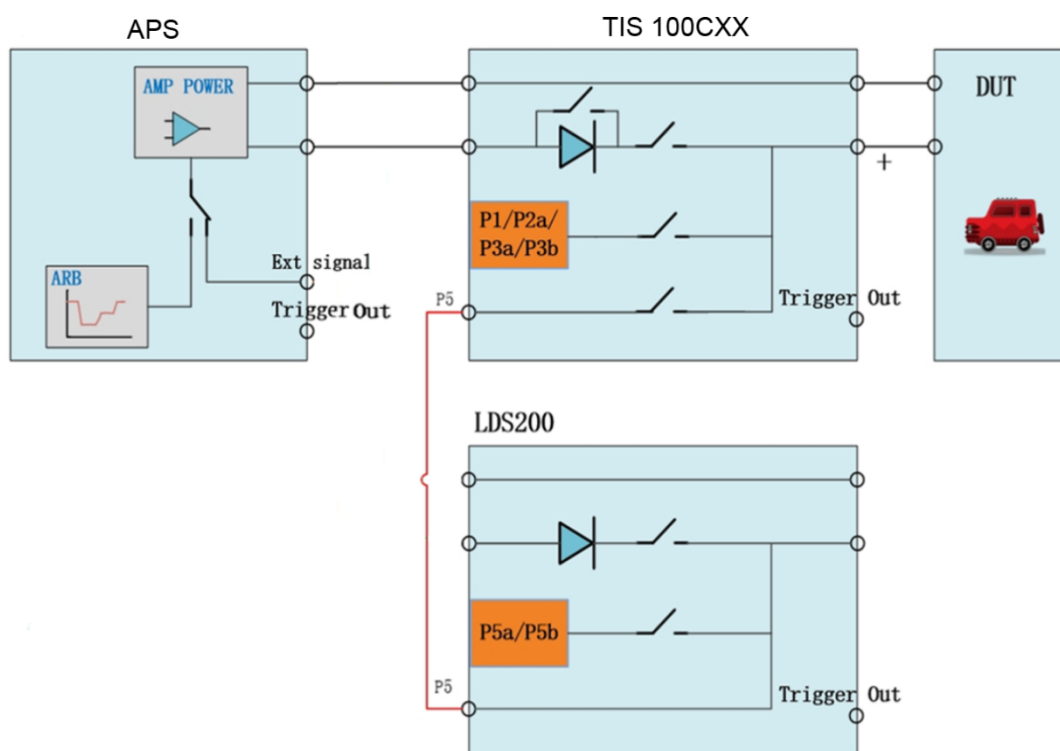 APS
TIS 100CXX
AMP POWER
DUT
+
P1/P2a/
P3a/P3b
ARB
Ext signal
Trigger Out
P5
Trigger Out
LDS200
P5a/P5b
P5
Trigger Out